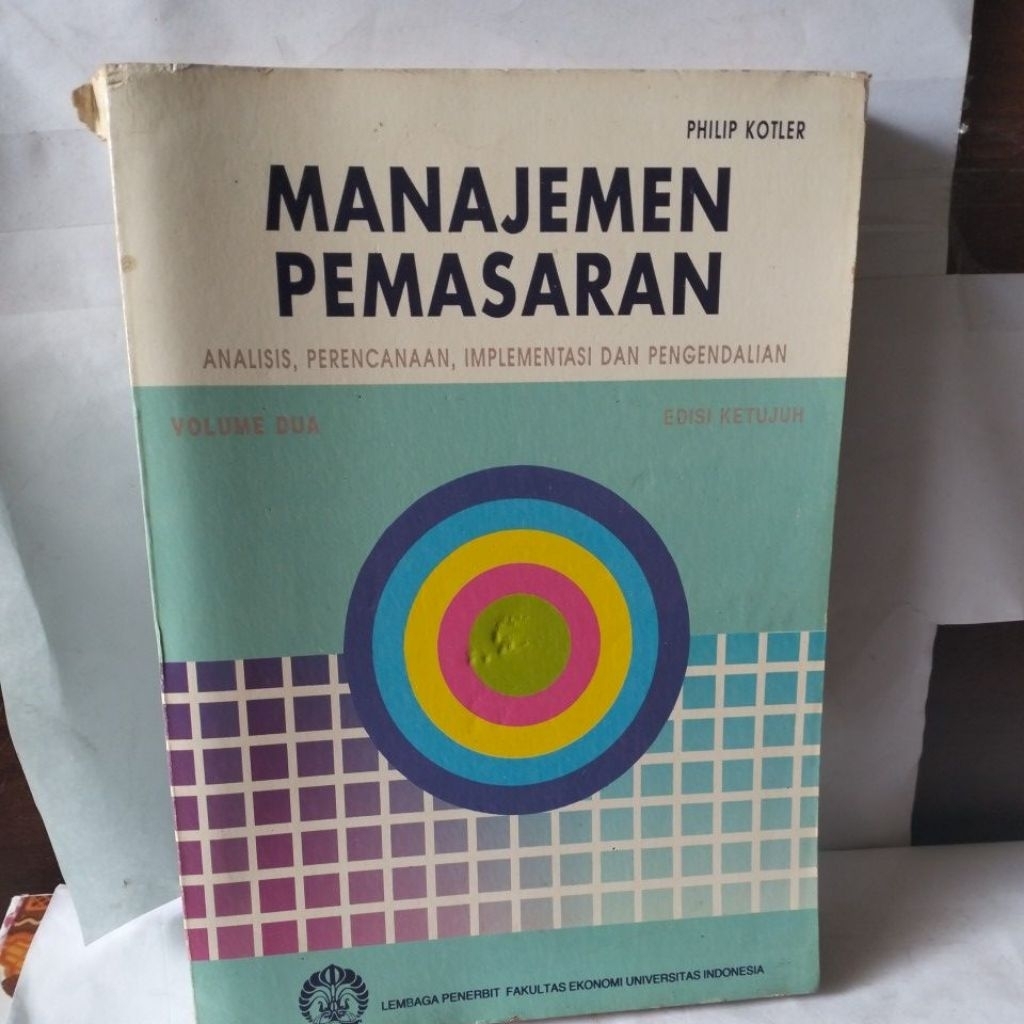 PHILIP KOTLER
MANAJEMEN
PEMASARAN
ANALISIS, PERENCANAAN, IMPLEMENTASI DAN PENGENDALIAN
VOLUME DUA
EDISI KETUJUH
LEMBAGA PENERBIT FAKULTAS EKONOMI UNIVERSITAS INDONESIA